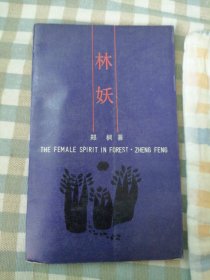 林
妖
郑 枫 著
THE FEMALE SPIRIT IN FOREST · ZHENG FENG